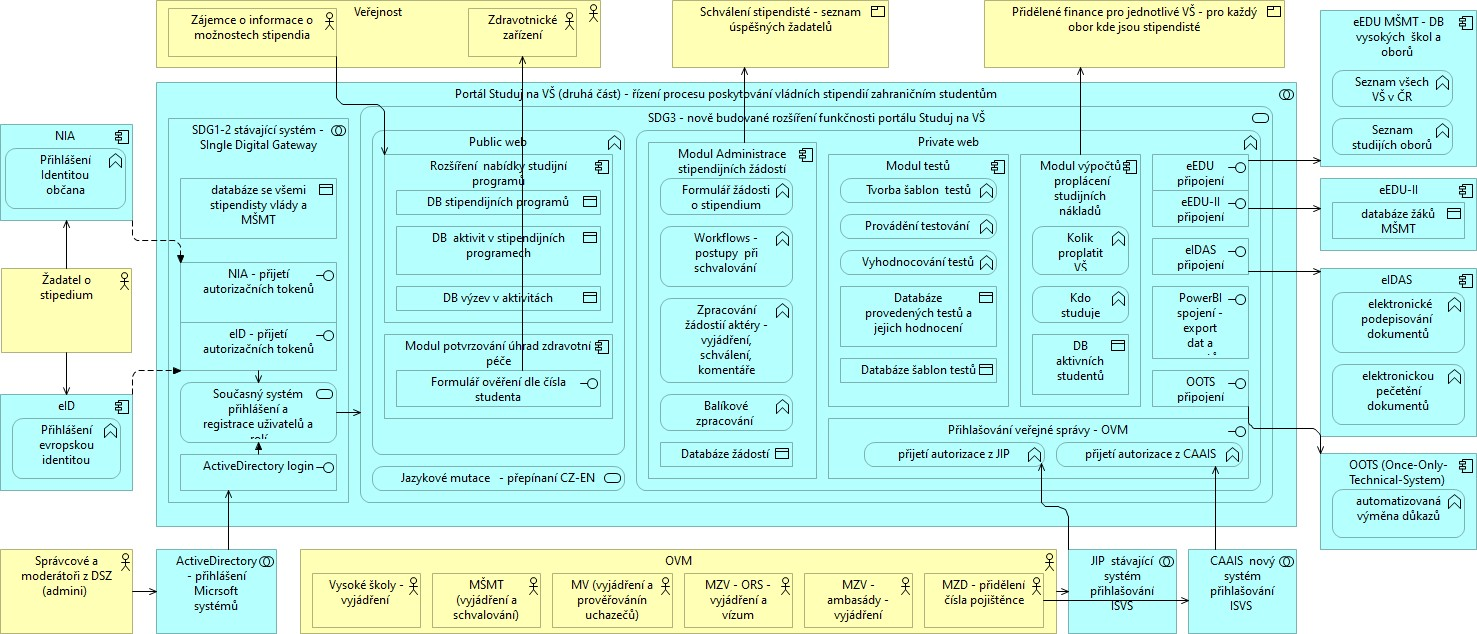 Veřejnost
Zájemce o informace o
možnostech stipendia
Zdravotnické
zařízení
Schválení stipendisté - seznam
úspěšných žadatelů
Přidělené finance pro jednotlivé VŠ - pro každý
obor kde jsou stipendisté
eEDU MŠMT - DB
vysokých škol a
oborů
Seznam všech
VŠ v ČR
Seznam
studijích oborů
Portál Studuj na VŠ (druhá část) - řízení procesu poskytování vládních stipendií zahraničním studentům
NIA
Přihlášení
Identitou
občana
SDG1-2 stávající systém -
SIngle Digital Gateway
databáze se všemi
stipendisty vlády a
MŠMT
NIA - přijetí
autorizačních tokenů
eID - přijetí
autorizačních tokenů
Současný systém
přihlášení a
registrace uživatelů a
ActiveDirectory login
Žadatel o
stipedium
eID
Přihlášení
evropskou
identitou
SDG3 - nově budované rozšíření funkčnosti portálu Studuj na VŠ
Public web
Rozšíření nabídky studijní
programů
DB stipendijních programů
DB aktivit v stipendijních
programech
DB výzev v aktivitách
Modul potvrzování úhrad zdravotní
péče
Formulář ověření dle čísla
studenta
Jazykové mutace - přepínaní CZ-EN
Private web
Modul Administrace
stipendijních žádostí
Formulář žádosti
o stipendium
Workflows -
postupy při
schvalování
Zpracování
žádostií aktéry -
vyjádření,
schválení,
komentáře
Balíkové
zpracování
Databáze žádostí
Modul testů
Tvorba šablon testů
Provádění testování
Vyhodnocování testů
Databáze
provedených testů a
jejich hodnocení
Databáze šablon testů
Modul výpočtů
proplácení
studijních
nákladů
Kolik
proplatit
VŠ
Kdo
studuje
DB
aktivních
studentů
eEDU
připojení
eEDU-II
připojení
eIDAS
připojení
PowerBI
spojení -
export
dat a
OOTS
připojení
Přihlašování veřejné správy - OVM
přijetí autorizace z JIP
přijetí autorizace z CAAIS
eEDU-II
databáze žáků
MŠMT
eIDAS
elektronické
podepisování
dokumentů
elektronickou
pečetění
dokumentů
OOTS (Once-Only-
Technical-System)
automatizovaná
výměna důkazů
Správcové a
moderátoři z DSZ
(admini)
ActiveDirectory
- přihlášení
Micrsoft
systémů
OVM
Vysoké školy -
vyjádření
MŠMT
(vyjádření a
schvalování)
MV (vyjádření a
prověřováním
uchazečů)
MZV - ORS -
vyjádření a
vízum
MZV -
ambasády -
vyjádření
MZD - přidělení
čísla pojištěnce
JIP stávající
systém
přihlašování
ISVS
CAAIS nový
systém
přihlašování
ISVS